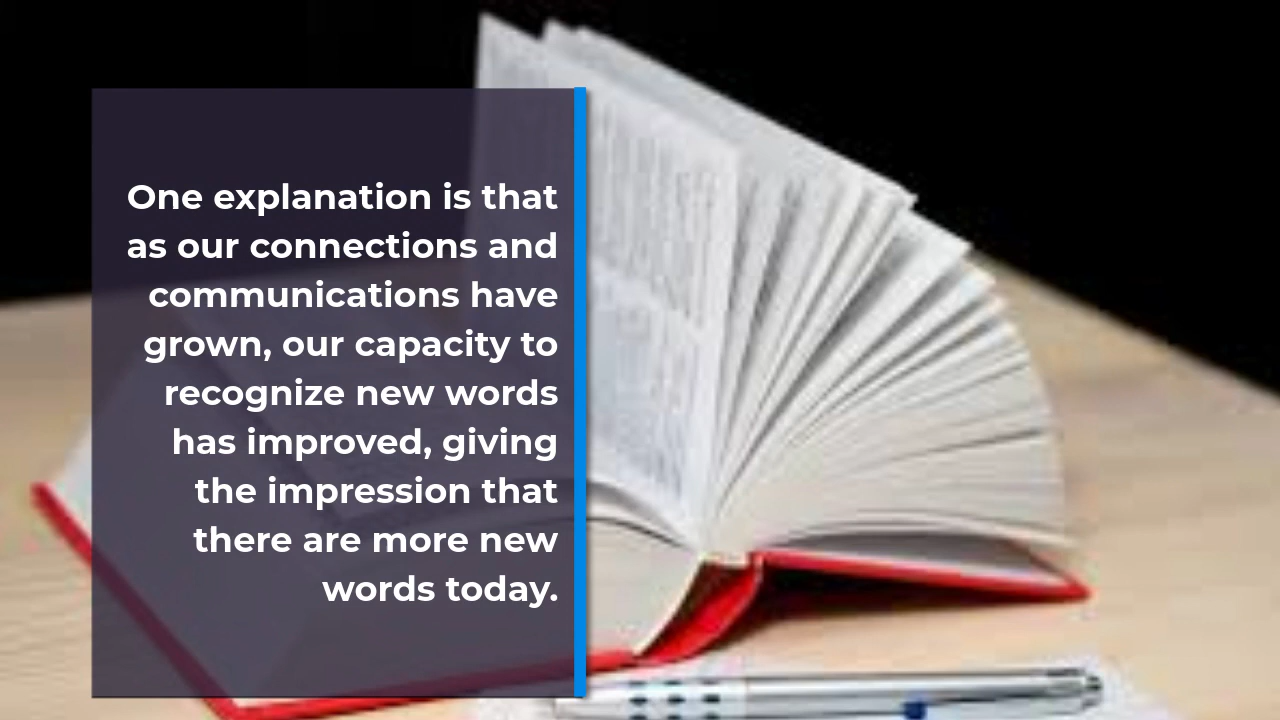 One explanation is that
as our connections and
communications have
grown, our capacity to
recognize new words
has improved, giving
the impression that
there are more new
words today.